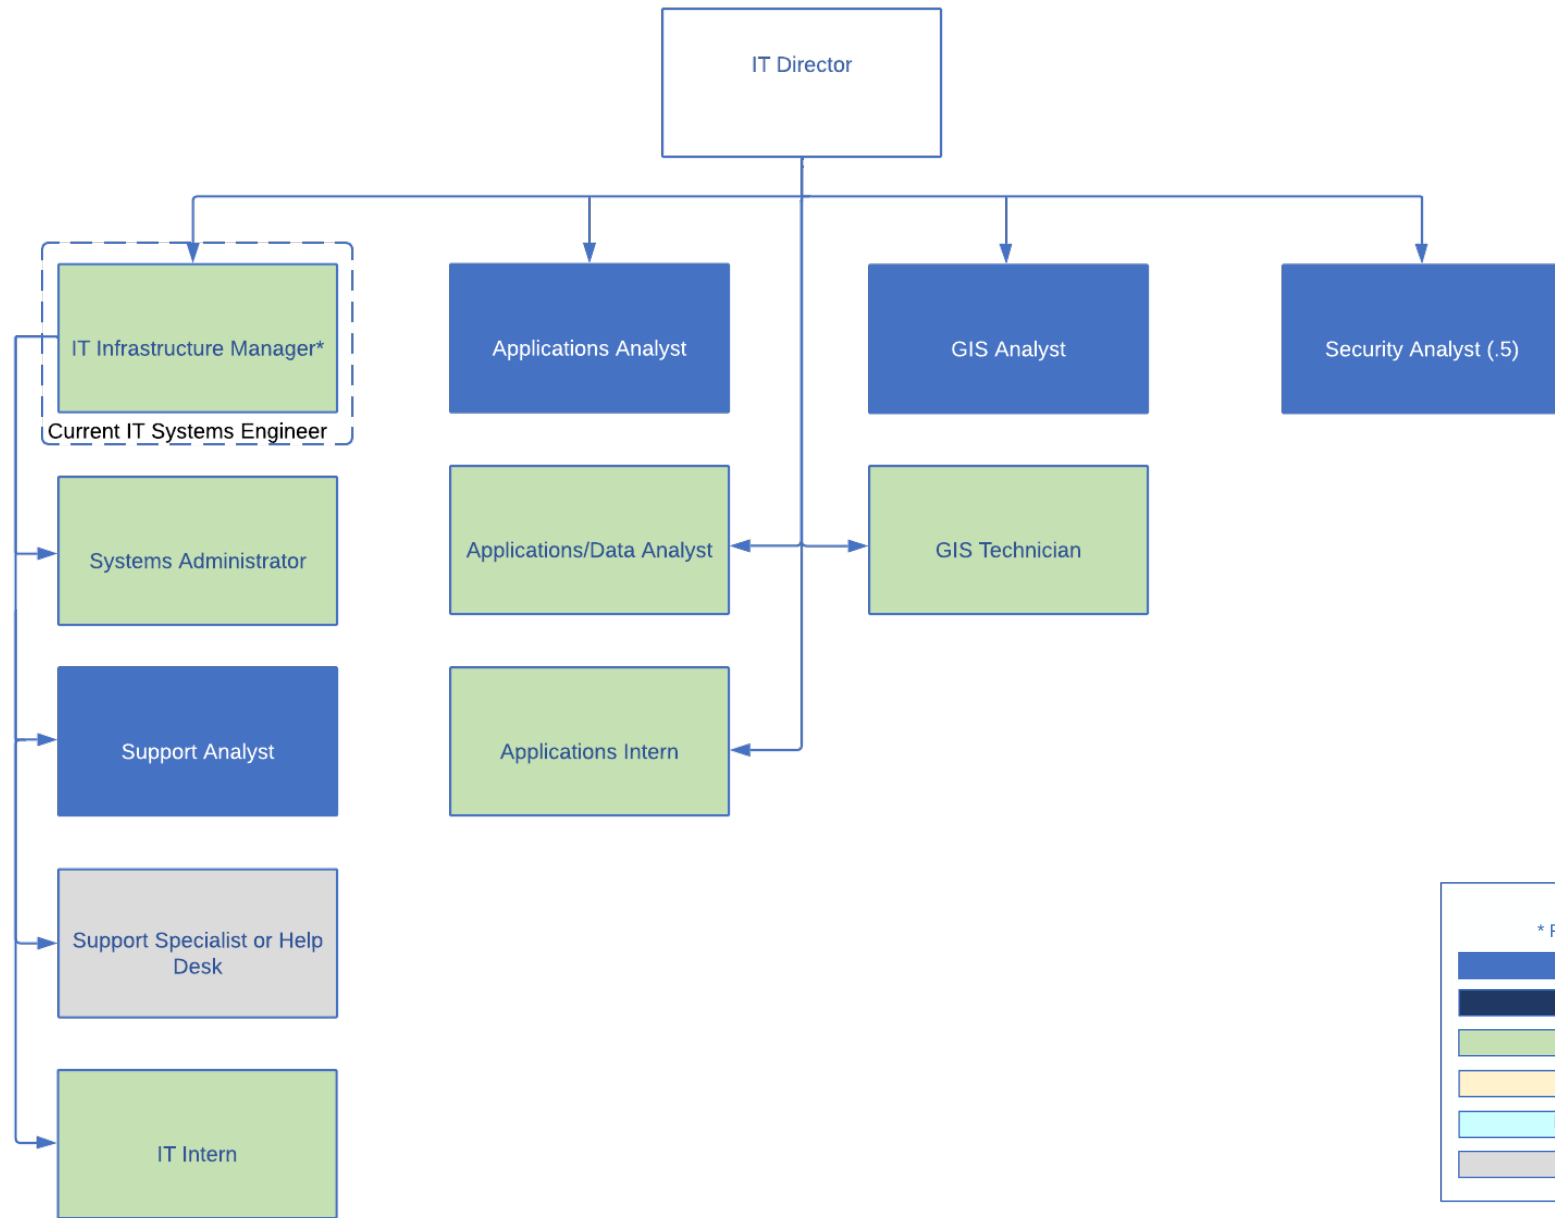 IT Director
IT Infrastructure Manager*
Current IT Systems Engineer
Applications Analyst
GIS Analyst
Security Analyst (.5)
Systems Administrator
Applications/Data Analyst
GIS Technician
Support Analyst
Applications Intern
Support Specialist or Help
Desk
IT Intern
*